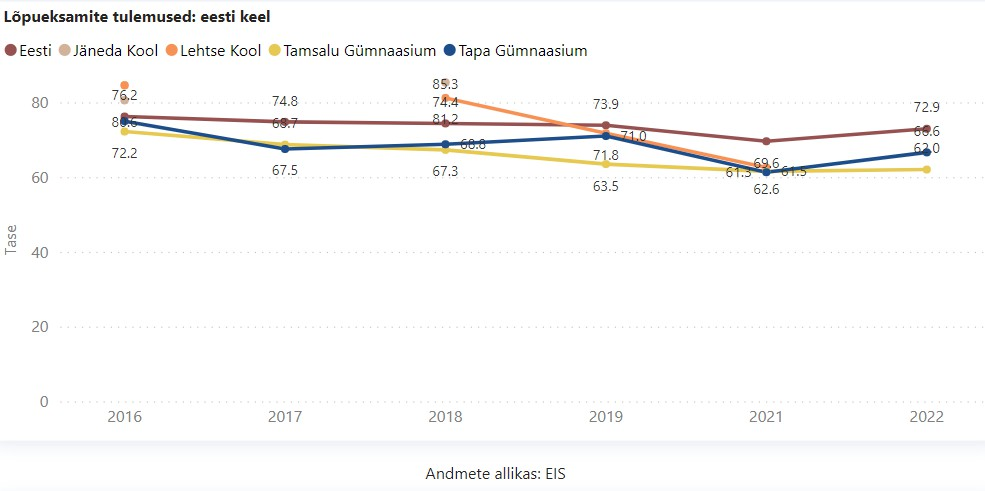 Lõpueksamite tulemused: eesti keel
Eesti Jäneda Kool Lehtse Kool Tamsalu Gümnaasium Tapa Gümnaasium
85.3
76.2 74.8 74.4 73.9 72.9
80
68.7 81.2 71.0 66.6
68.8 62.0
72.2 71.8 69.6
67.5 67.3 61.3 61.5
60
63.5 62.6
Tase
40
20
0
2016 2017 2018 2019 2021 2022
Andmete allikas: EIS